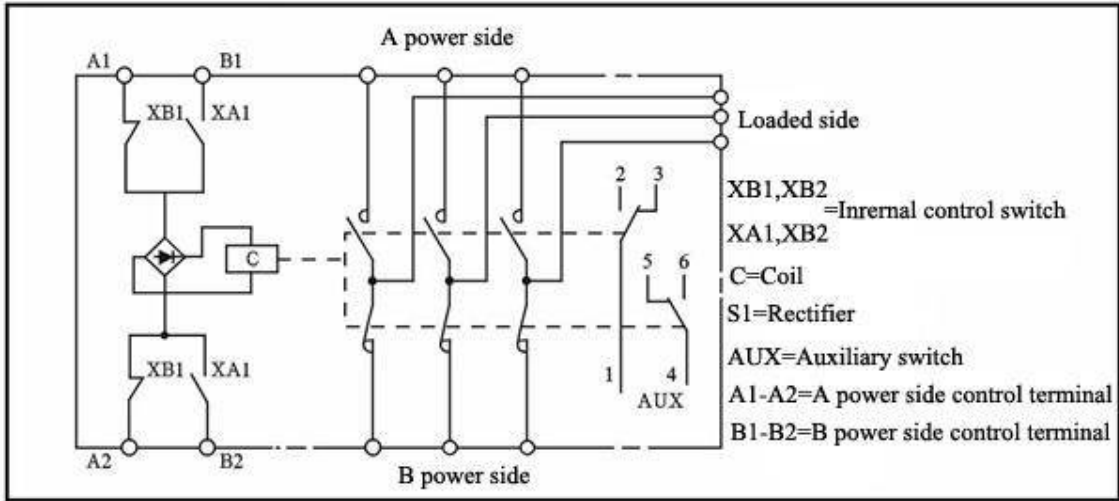 A power side
A1
B1
XB1
XA1
Loaded side
2
3
XB1,XB2
=Inrernal control switch
XA1,XB2
C
5
6
C=Coil
S1=Rectifier
XB1
XA1
1
4
AUX
AUX=Auxiliary switch
A1-A2=A power side control terminal
B1-B2=B power side control terminal
A2
B2
B power side